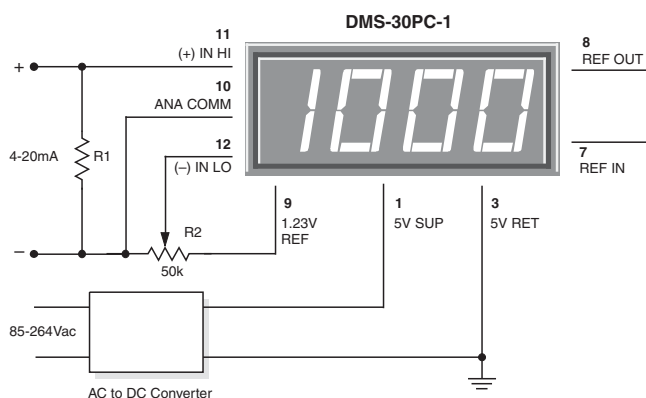 DMS-30PC-1
11
(+) IN HI
10
ANA COMM
12
(–) IN LO
1000
8
REF OUT
7
REF IN
+
4-20mA
R1
–
R2
50k
9
1.23V
REF
1
5V SUP
3
5V RET
85-264Vac
AC to DC Converter